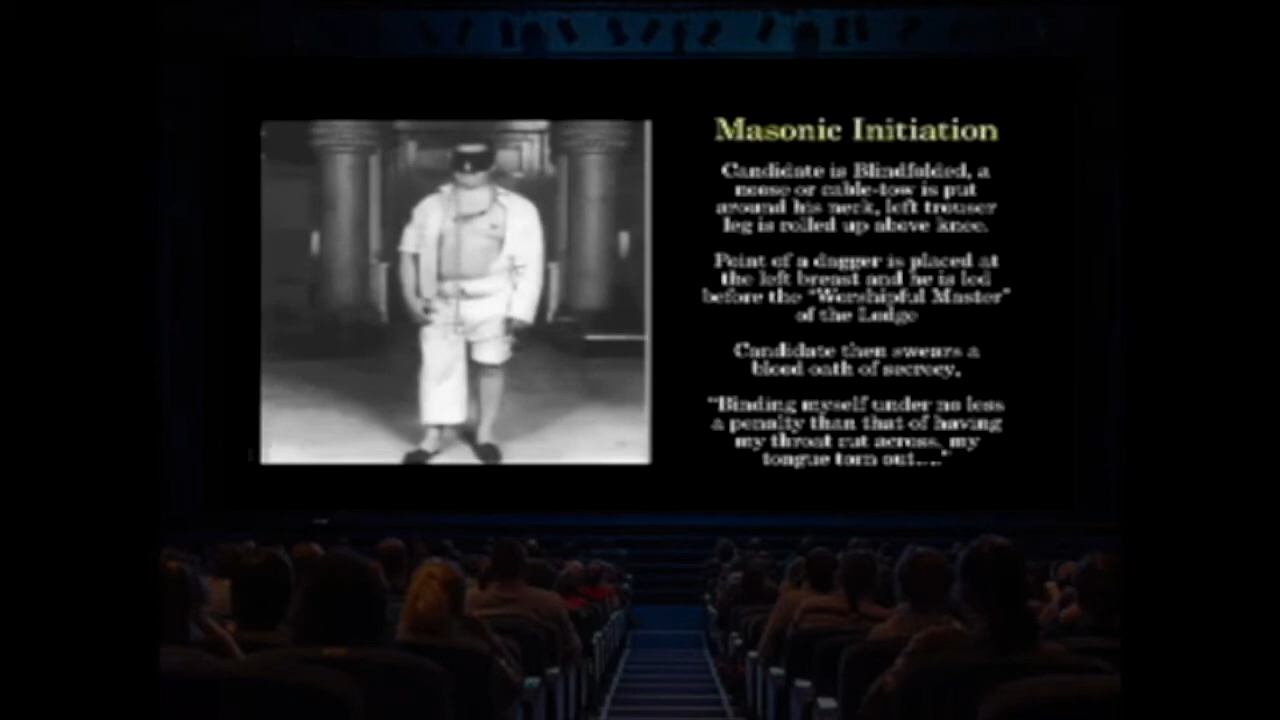 Masonic Initiation
Candidate is Blindfolded, a
noose or cable-tow is put
around his neck, left trouser
leg is rolled up above knee.
Point of a dagger is placed at
the left breast and he is led
before the "Worshipful Master"
of the Lodge
Candidate then swears a
blood oath of secrecy.
"Binding myself under no less
a penalty than that of having
my throat cut across, my
tongue torn out...."